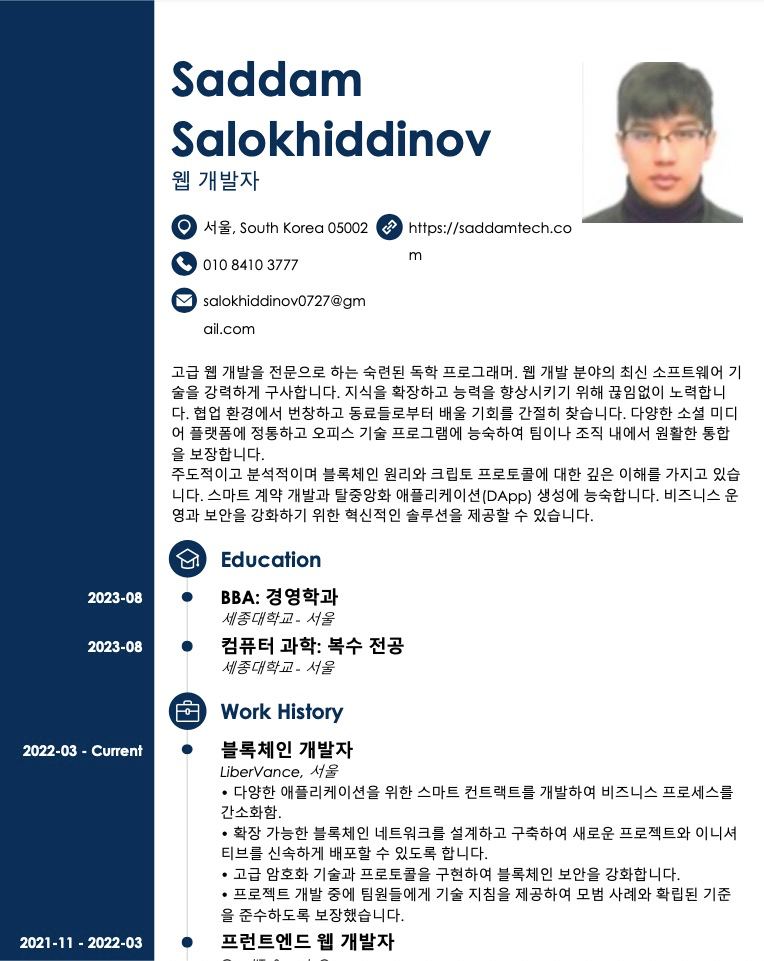 Saddam
Salokhiddinov
웹 개발자
서울, South Korea 05002
https://saddamtech.co
m
010 8410 3777
salokhiddinov0727@gm
ail.com
고급 웹 개발을 전문으로 하는 숙련된 독학 프로그래머. 웹 개발 분야의 최신 소프트웨어 기
술을 강력하게 구사합니다. 지식을 확장하고 능력을 향상시키기 위해 끊임없이 노력합니
다. 협업 환경에서 번창하고 동료들로부터 배울 기회를 간절히 찾습니다. 다양한 소셜 미디
어 플랫폼에 정통하고 오피스 기술 프로그램에 능숙하여 팀이나 조직 내에서 원활한 통합
을 보장합니다.
주도적이고 분석적이며 블록체인 원리와 크립토 프로토콜에 대한 깊은 이해를 가지고 있습
니다. 스마트 계약 개발과 탈중앙화 애플리케이션(DApp) 생성에 능숙합니다. 비즈니스 운
영과 보안을 강화하기 위한 혁신적인 솔루션을 제공할 수 있습니다.
Education
2023-08
BBA: 경영학과
세종대학교 - 서울
2023-08
컴퓨터 과학: 복수 전공
세종대학교 - 서울
Work History
2022-03 - Current
블록체인 개발자
LiberVance, 서울
• 다양한 애플리케이션을 위한 스마트 컨트랙트를 개발하여 비즈니스 프로세스를
간소화함.
• 확장 가능한 블록체인 네트워크를 설계하고 구축하여 새로운 프로젝트와 이니셔
티브를 신속하게 배포할 수 있도록 합니다.
• 고급 암호화 기술과 프로토콜을 구현하여 블록체인 보안을 강화합니다.
• 프로젝트 개발 중에 팀원들에게 기술 지침을 제공하여 모범 사례와 확립된 기준
을 준수하도록 보장했습니다.
2021-11 - 2022-03
프런트엔드 웹 개발자